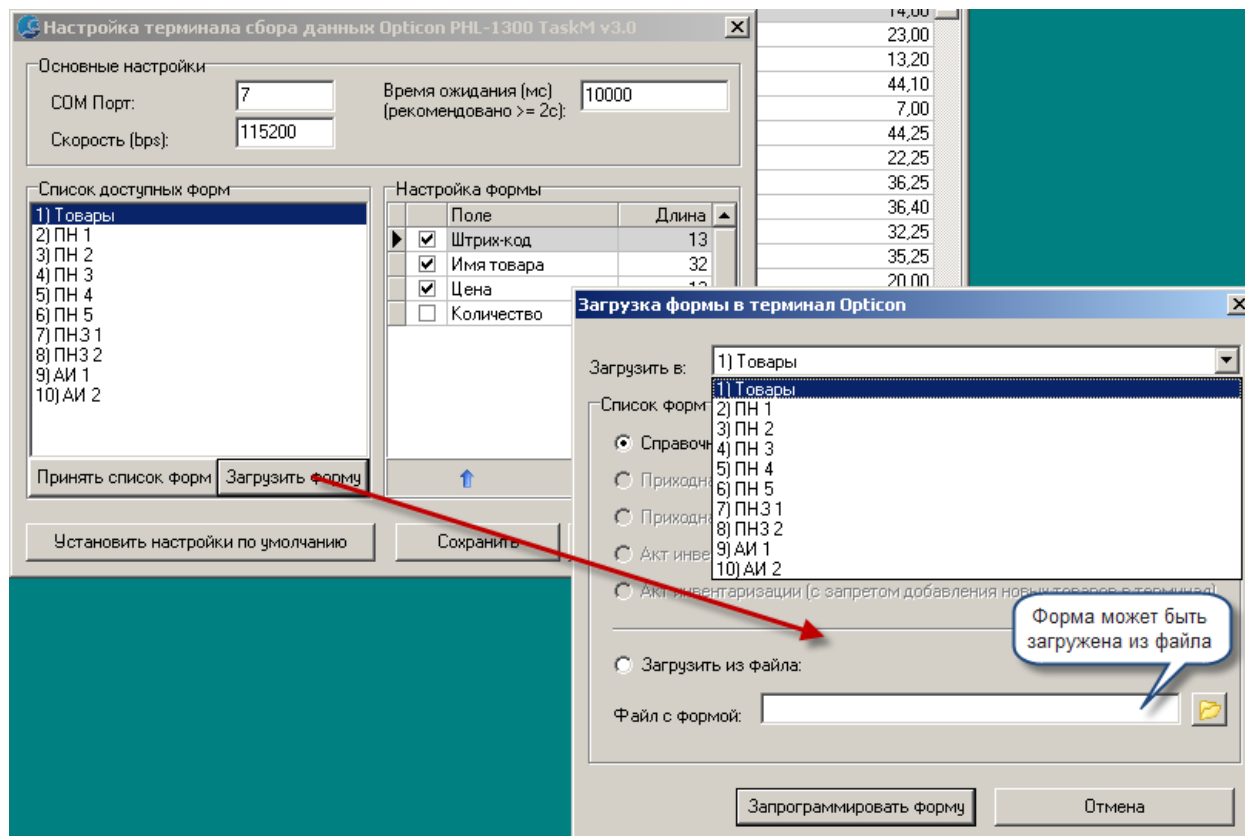 Настройка терминала сбора данных Opticon PHL-1300 TaskM v3.0
Основные настройки
COM Порт:
7
Скорость (bps):
115200
Время ожидания (мс)
(рекомендовано >= 2с):
10000
Список доступных форм
1) Товары
2) ПН 1
3) ПН 2
4) ПН 3
5) ПН 4
6) ПН 5
7) ПНЗ 1
8) ПНЗ 2
9) АИ 1
10) АИ 2
Принять список форм
Загрузить форму
Настройка формы
Поле Длина
Штрих-код 13
Имя товара 32
Цена
Количество
Установить настройки по умолчанию
Сохранить
14,00
23,00
13,20
44,10
7,00
44,25
22,25
36,25
36,40
32,25
35,25
20,00
Загрузка формы в терминал Opticon
Загрузить в:
1) Товары
1) Товары
2) ПН 1
3) ПН 2
4) ПН 3
5) ПН 4
6) ПН 5
7) ПНЗ 1
8) ПНЗ 2
9) АИ 1
10) АИ 2
Список форм
Справочн
Приходна
Приходна
Акт инве
Акт инвентаризации (с запретом добавления новых товаров в терминал)
Форма может быть
загружена из файла
Загрузить из файла:
Файл с формой:
Запрограммировать форму
Отмена